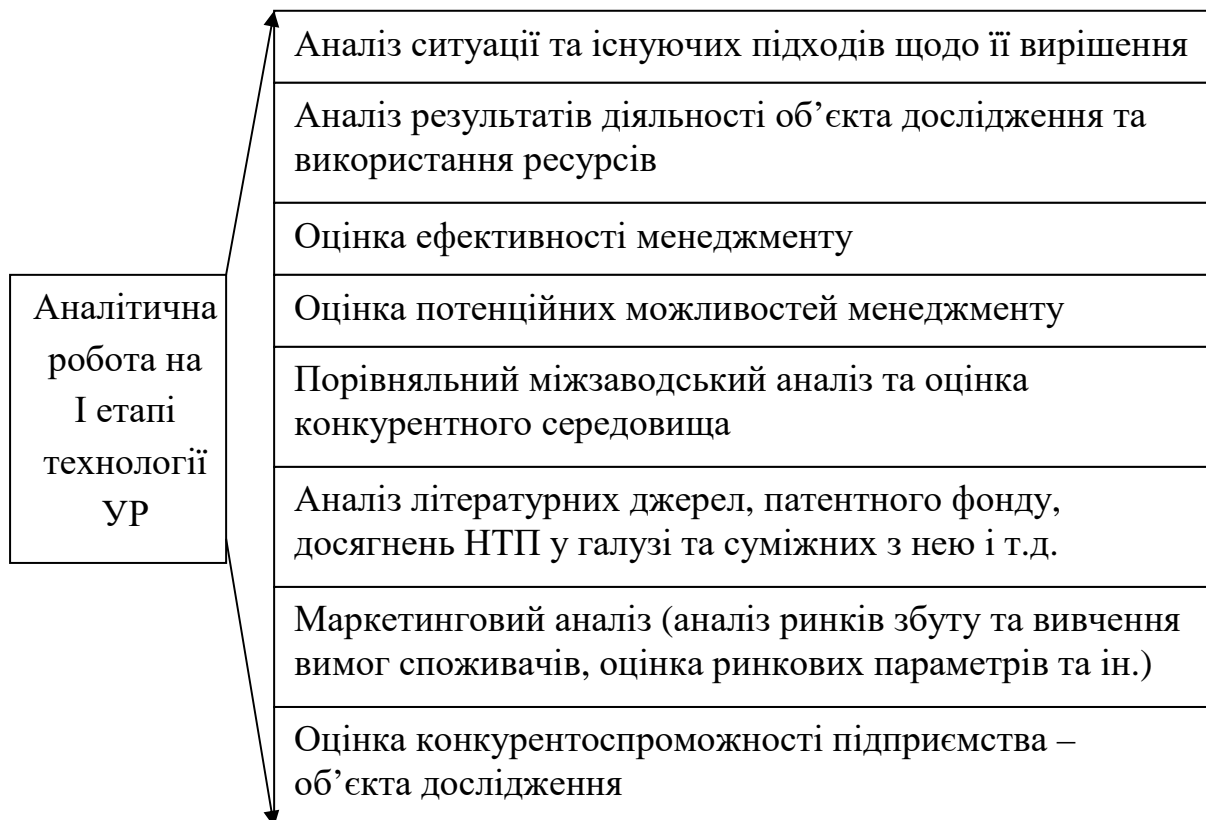 Аналітична
робота на
І етапі
технології
УР
Аналіз ситуації та існуючих підходів щодо її вирішення
Аналіз результатів діяльності об’єкта дослідження та
використання ресурсів
Оцінка ефективності менеджменту
Оцінка потенційних можливостей менеджменту
Порівняльний міжзаводський аналіз та оцінка
конкурентного середовища
Аналіз літературних джерел, патентного фонду,
досягнень НТП у галузі та суміжних з нею і т.д.
Маркетинговий аналіз (аналіз ринків збуту та вивчення
вимог споживачів, оцінка ринкових параметрів та ін.)
Оцінка конкурентоспроможності підприємства –
об’єкта дослідження